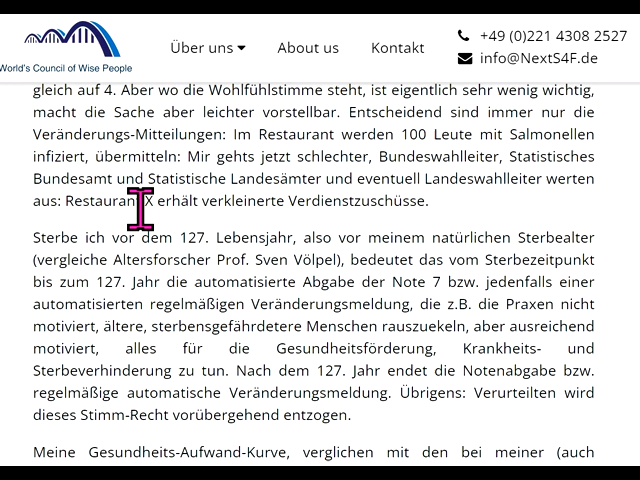 World's Council of Wise People
Über uns
About us
Kontakt
+49 (0)221 4308 2527
info@NextS4F.de
gleich auf 4. Aber wo die Wohlfühlstimme steht, ist eigentlich sehr wenig wichtig,
macht die Sache aber leichter vorstellbar. Entscheidend sind immer nur die
Veränderungs-Mitteilungen: Im Restaurant werden 100 Leute mit Salmonellen
infiziert, übermitteln: Mir gehts jetzt schlechter, Bundeswahlleiter, Statistisches
Bundesamt und Statistische Landesämter und eventuell Landeswahlleiter werten
aus: Restaurant X erhält verkleinerte Verdienstzuschüsse.
Sterbe ich vor dem 127. Lebensjahr, also vor meinem natürlichen Sterbealter
(vergleiche Altersforscher Prof. Sven Völpel), bedeutet das vom Sterbezeitpunkt
bis zum 127. Jahr die automatisierte Abgabe der Note 7 bzw. jedenfalls einer
automatisierten regelmäßigen Veränderungsmeldung, die z.B. die Praxen nicht
motiviert, ältere, sterbensgefährdetere Menschen rauszuekeln, aber ausreichend
motiviert, alles für die Gesundheitsförderung, Krankheits- und
Sterbeverhinderung zu tun. Nach dem 127. Jahr endet die Notenabgabe bzw.
regelmäßige automatische Veränderungsmeldung. Übrigens: Verurteilten wird
dieses Stimm-Recht vorübergehend entzogen.
Meine Gesundheits-Aufwand-Kurve, verglichen mit den bei meiner (auch